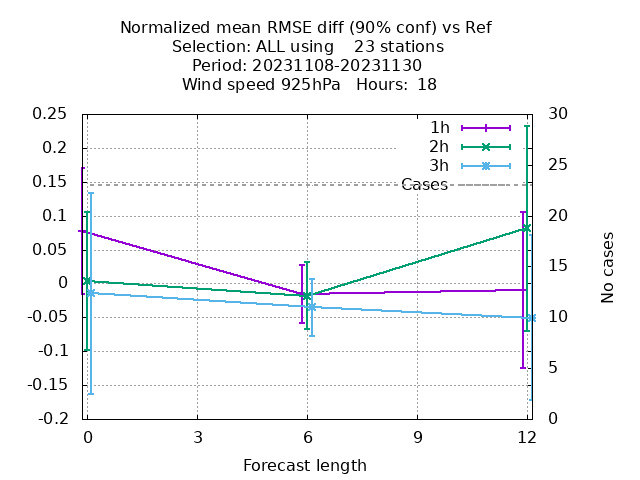 Normalized mean RMSE diff (90% conf) vs Ref
Selection: ALL using    23 stations
Period: 20231108-20231130
Wind speed 925hPa   Hours:  18
0.25
0.2
0.15
0.1
0.05
0
-0.05
-0.1
-0.15
-0.2
30
25
20
15
10
5
0
1h
2h
3h
Cases
No cases
0
3
6
9
12
Forecast length